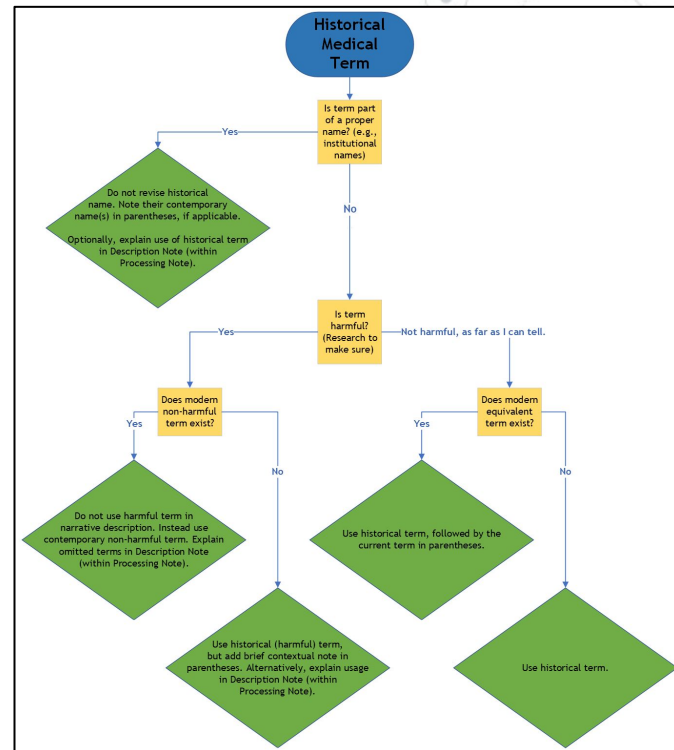 Historical
Medical
Term
Is term part
of a proper
name? (e.g.,
institutional
names)
Yes
No
Do not revise historical
name. Note their contemporary
name(s) in parentheses, if applicable.
Optionally, explain use of historical term
in Description Note (within
Processing Note).
Is term
harmful?
(Research to
make sure)
Yes
Not harmful, as far as I can tell.
Does modern
non-harmful
term exist?
Does modern
equivalent
term exist?
Yes
No
Yes
No
Do not use harmful term in
narrative description. Instead use
contemporary non-harmful term. Explain
omitted terms in Description Note
(within Processing Note).
Use historical term, followed by the
current term in parentheses.
Use historical (harmful) term,
but add brief contextual note in
parentheses. Alternatively, explain usage
in Description Note (within
Processing Note).
Use historical term.